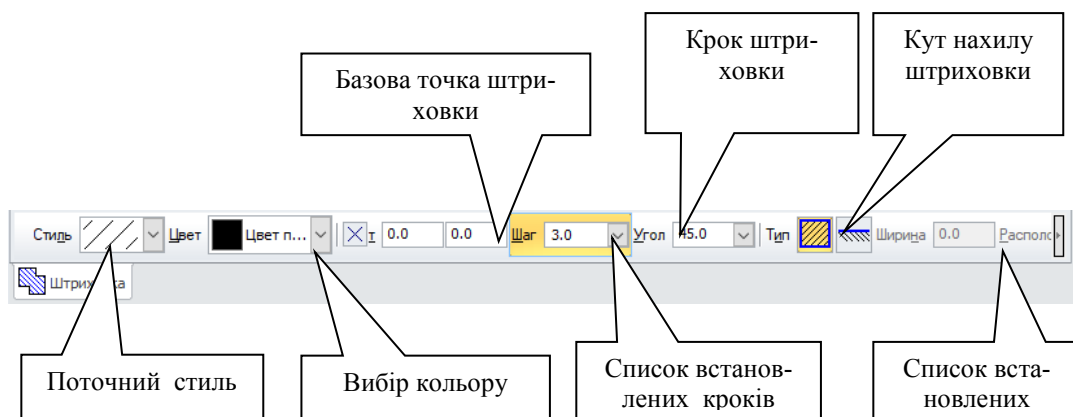 Крок штри-
ховки
Кут нахилу
штриховки
Базова точка штри-
ховки
Стиль Цвет Цвет п... т 0.0 0.0 Шаг 3.0 Угол 45.0 Тип Ширина 0.0 Располо
Поточний стиль
Вибір кольору
Список встанов-
лених кроків
Список вста-
новлених